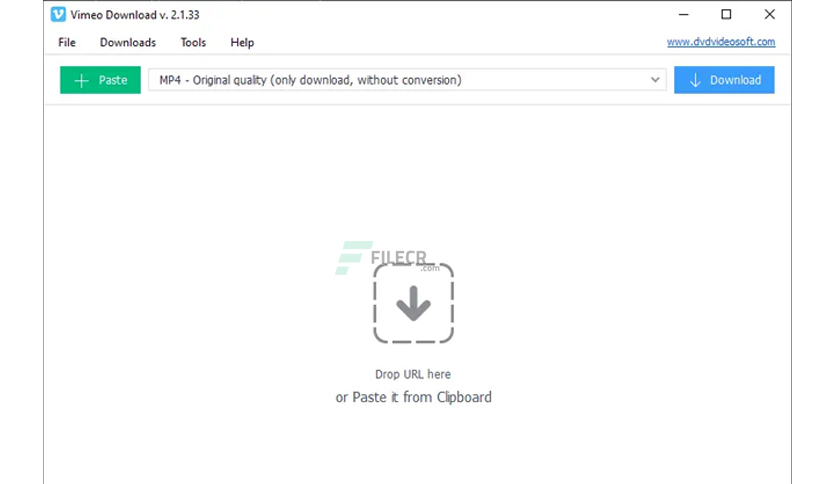 Vimeo Download v. 2.1.33
File Downloads Tools Help www.dvdvideosoft.com
Paste MP4 - Original quality (only download, without conversion) Download
FILECR
.com
Drop URL here
or Paste it from Clipboard